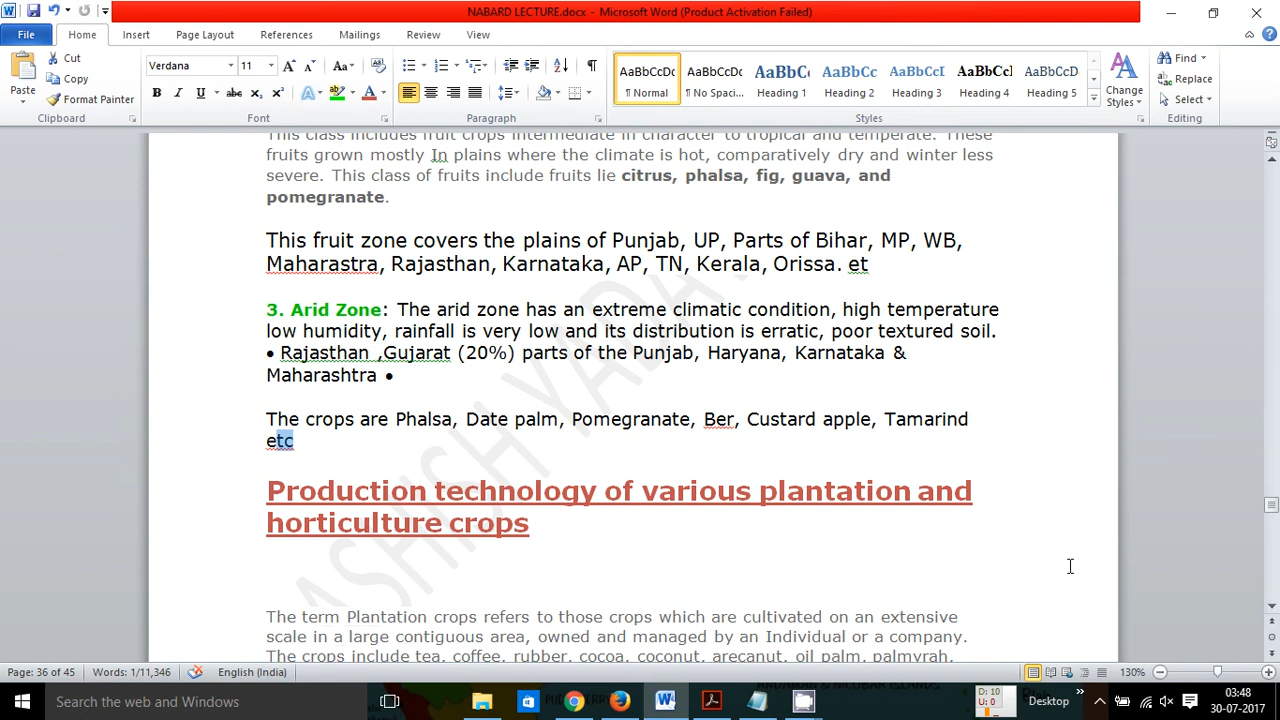 NABARD LECTURE.docx - Microsoft Word (Product Activation Failed)
File Home Insert Page Layout References Mailings Review View
Paste
Cut
Copy
Format Painter
Clipboard
Verdana 11
Font
Paragraph
AaBbCcDc
¶ Normal
AaBbCcDc
¶ No Spaci...
AaBbC
Heading 1
AaBbCc
Heading 2
AaBbCcI
Heading 3
AaBbCcI
Heading 4
AaBbCcD
Heading 5
Styles
Change
Styles
Find
Replace
Select
Editing
This class includes fruit crops intermediate in character to tropical and temperate. These
fruits grown mostly In plains where the climate is hot, comparatively dry and winter less
severe. This class of fruits include fruits lie citrus, phalsa, fig, guava, and
pomegranate.
This fruit zone covers the plains of Punjab, UP, Parts of Bihar, MP, WB,
Maharastra, Rajasthan, Karnataka, AP, TN, Kerala, Orissa. et
3. Arid Zone: The arid zone has an extreme climatic condition, high temperature
low humidity, rainfall is very low and its distribution is erratic, poor textured soil.
• Rajasthan ,Gujarat (20%) parts of the Punjab, Haryana, Karnataka &
Maharashtra •
The crops are Phalsa, Date palm, Pomegranate, Ber, Custard apple, Tamarind
etc
Production technology of various plantation and
horticulture crops
The term Plantation crops refers to those crops which are cultivated on an extensive
scale in a large contiguous area, owned and managed by an Individual or a company.
The crops include tea, coffee, rubber, cocoa, coconut, arecanut, oil palm, palmyrah,
Page: 36 of 45 Words: 1/11,346 English (India) 130%
Search the web and Windows
D: 10
U: 0
Desktop
03:48
30-07-2017